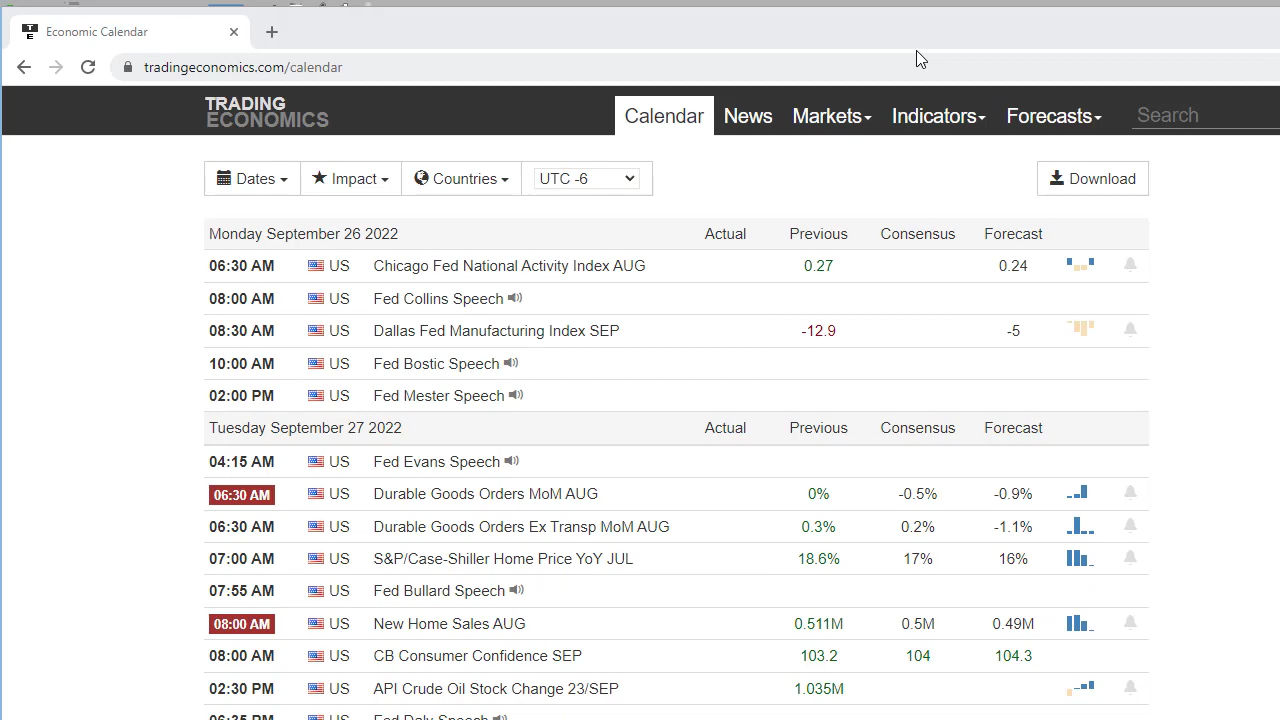 Economic Calendar
tradingeconomics.com/calendar
TRADING
ECONOMICS
Calendar News Markets Indicators Forecasts Search
Dates Impact Countries UTC -6 Download
Monday September 26 2022 Actual Previous Consensus Forecast
06:30 AM US Chicago Fed National Activity Index AUG 0.27 0.24
08:00 AM US Fed Collins Speech
08:30 AM US Dallas Fed Manufacturing Index SEP -12.9 -5
10:00 AM US Fed Bostic Speech
02:00 PM US Fed Mester Speech
Tuesday September 27 2022 Actual Previous Consensus Forecast
04:15 AM US Fed Evans Speech
06:30 AM US Durable Goods Orders MoM AUG 0% -0.5% -0.9%
06:30 AM US Durable Goods Orders Ex Transp MoM AUG 0.3% 0.2% -1.1%
07:00 AM US S&P/Case-Shiller Home Price YoY JUL 18.6% 17% 16%
07:55 AM US Fed Bullard Speech
08:00 AM US New Home Sales AUG 0.511M 0.5M 0.49M
08:00 AM US CB Consumer Confidence SEP 103.2 104 104.3
02:30 PM US API Crude Oil Stock Change 23/SEP 1.035M
06:35 PM US Fed Daly Speech